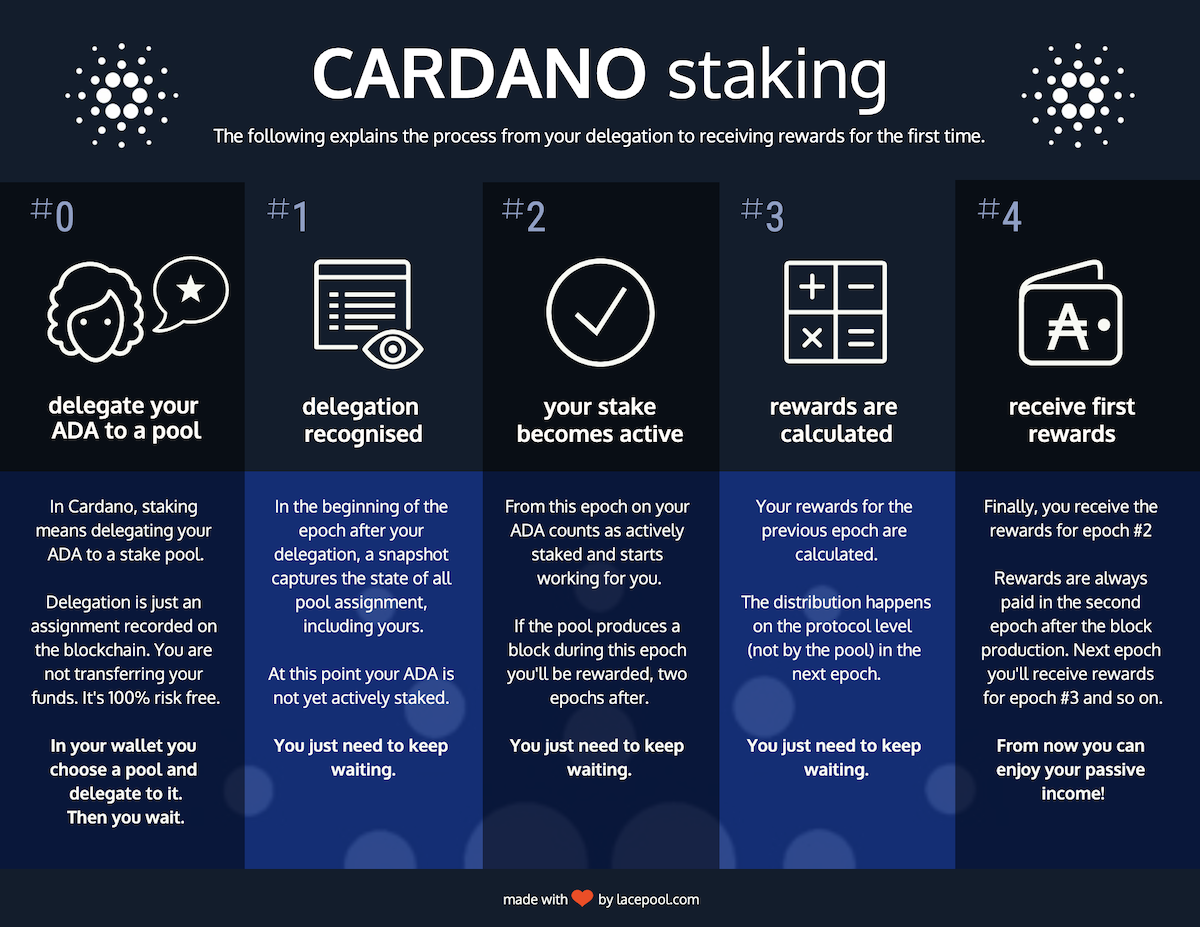 CARDANO staking
The following explains the process from your delegation to receiving rewards for the first time.
#0
delegate your
ADA to a pool
In Cardano, staking
means delegating your
ADA to a stake pool.
Delegation is just an
assignment recorded on
the blockchain. You are
not transferring your
funds. It's 100% risk free.
In your wallet you
choose a pool and
delegate to it.
Then you wait.
#1
delegation
recognised
In the beginning of the
epoch after your
delegation, a snapshot
captures the state of all
pool assignment,
including yours.
At this point your ADA is
not yet actively staked.
You just need to keep
waiting.
#2
your stake
becomes active
From this epoch on your
ADA counts as actively
staked and starts
working for you.
If the pool produces a
block during this epoch
you'll be rewarded, two
epochs after.
You just need to keep
waiting.
#3
rewards are
calculated
Your rewards for the
previous epoch are
calculated.
The distribution happens
on the protocol level
(not by the pool) in the
next epoch.
You just need to keep
waiting.
#4
receive first
rewards
Finally, you receive the
rewards for epoch #2
Rewards are always
paid in the second
epoch after the block
production. Next epoch
you'll receive rewards
for epoch #3 and so on.
From now you can
enjoy your passive
income!
made with ❤ by lacepool.com